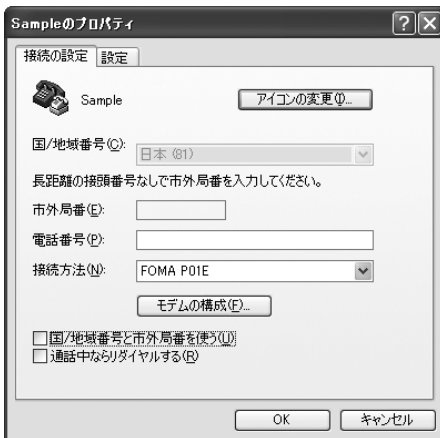 Sampleのプロパティ
接続の設定 設定
Sample
アイコンの変更(I)...
国/地域番号(C):
日本 (81)
長距離の接頭番号なしで市外局番を入力してください。
市外局番(E):
電話番号(P):
接続方法(N):
FOMA P01E
モデムの構成(F)...
国/地域番号と市外局番を使う(U)
通話中ならリダイヤルする(R)
OK キャンセル